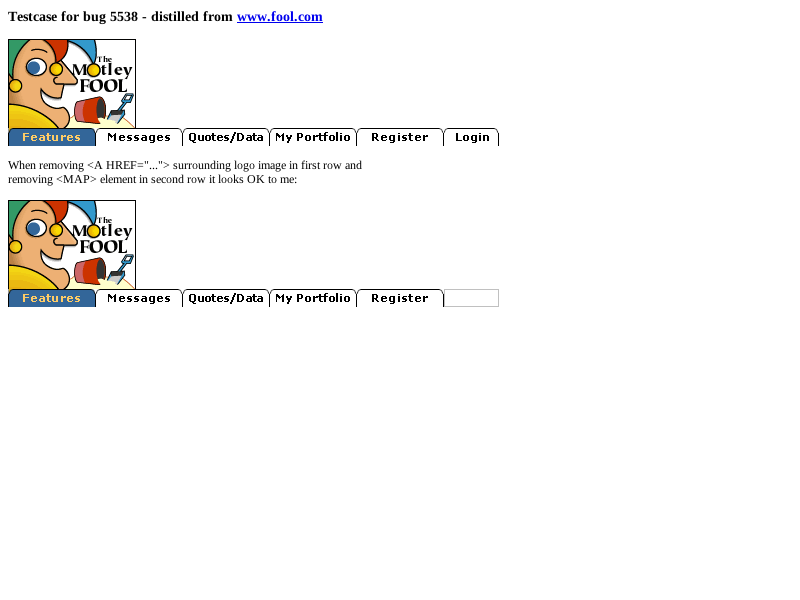 Testcase for bug 5538 - distilled from www.fool.com
The
Motley
FOOL
Features Messages Quotes/Data My Portfolio Register Login
When removing <A HREF="..."> surrounding logo image in first row and
removing <MAP> element in second row it looks OK to me:
The
Motley
FOOL
Features Messages Quotes/Data My Portfolio Register